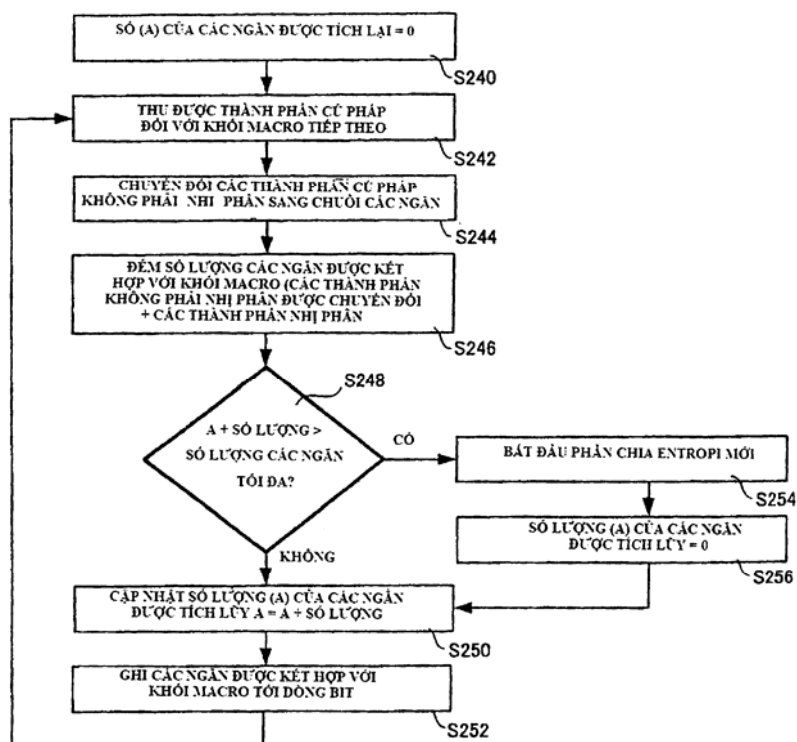 SỐ (A) CỦA CÁC NGĂN ĐƯỢC TÍCH LẠI = 0
S240
THU ĐƯỢC THÀNH PHẦN CÚ PHÁP
ĐỐI VỚI KHỐI MACRO TIẾP THEO
S242
CHUYỂN ĐỔI CÁC THÀNH PHẦN CÚ PHÁP
KHÔNG PHẢI NHỊ PHÂN SANG CHUỖI CÁC NGĂN
S244
ĐẾM SỐ LƯỢNG CÁC NGĂN ĐƯỢC KẾT
HỢP VỚI KHỐI MACRO (CÁC THÀNH PHẦN
KHÔNG PHẢI NHỊ PHÂN ĐƯỢC CHUYỂN ĐỔI
+ CÁC THÀNH PHẦN NHỊ PHÂN
S246
S248
A + SỐ LƯỢNG >
SỐ LƯỢNG CÁC NGĂN
TỐI ĐA?
CÓ
BẮT ĐẦU PHÂN CHIA ENTROPI MỚI
S254
SỐ LƯỢNG (A) CỦA CÁC NGĂN
ĐƯỢC TÍCH LŨY = 0
S256
KHÔNG
CẬP NHẬT SỐ LƯỢNG (A) CỦA CÁC NGĂN
ĐƯỢC TÍCH LŨY A = A + SỐ LƯỢNG
S250
GHI CÁC NGĂN ĐƯỢC KẾT HỢP VỚI
KHỐI MACRO TỚI DÒNG BIT
S252